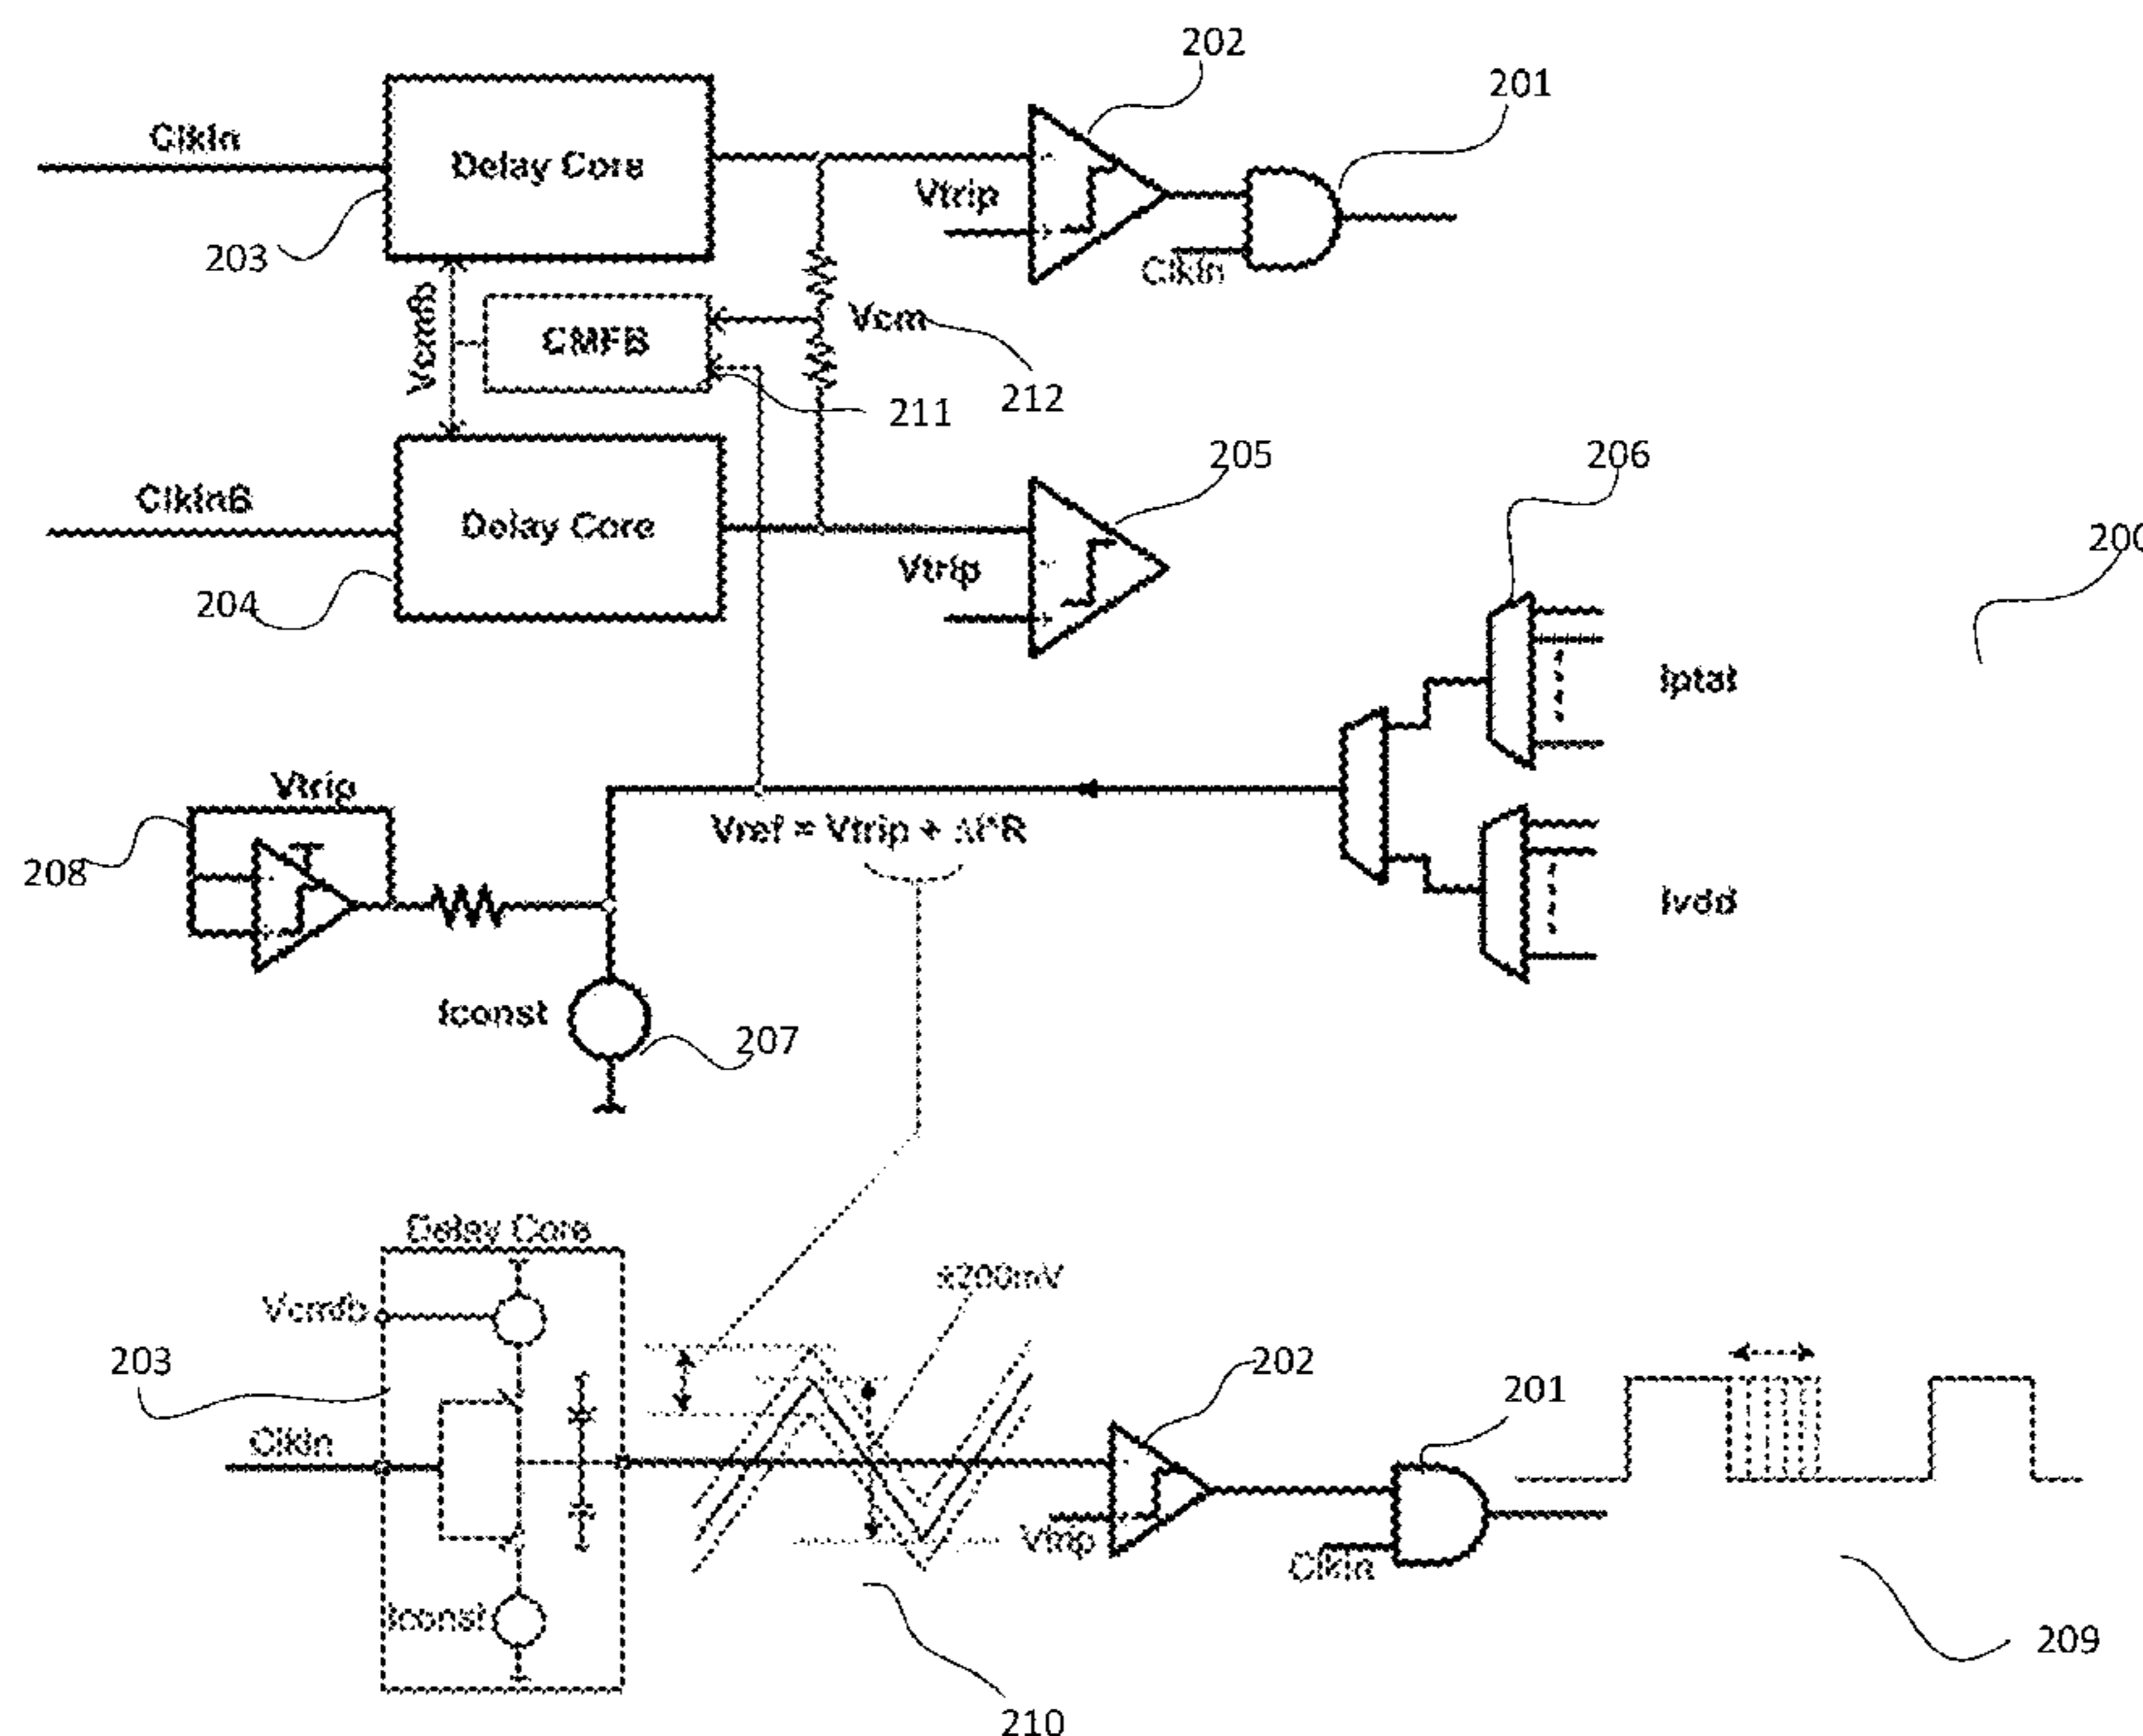 202
201
ClkIn
Delay Core
Vtrip
203
ClkIn
Vcmfb
CMFB
Vcm
212
211
205
206
ClkInB
Delay Core
Vtrip
200
204
Iptat
Vtrip
Vref = Vtrip + ΔI*R
208
Ivdd
Iconst
207
Delay Core
±200mV
Vcmfb
203
202
201
ClkIn
Vtrip
ClkIn
Iconst
209
210